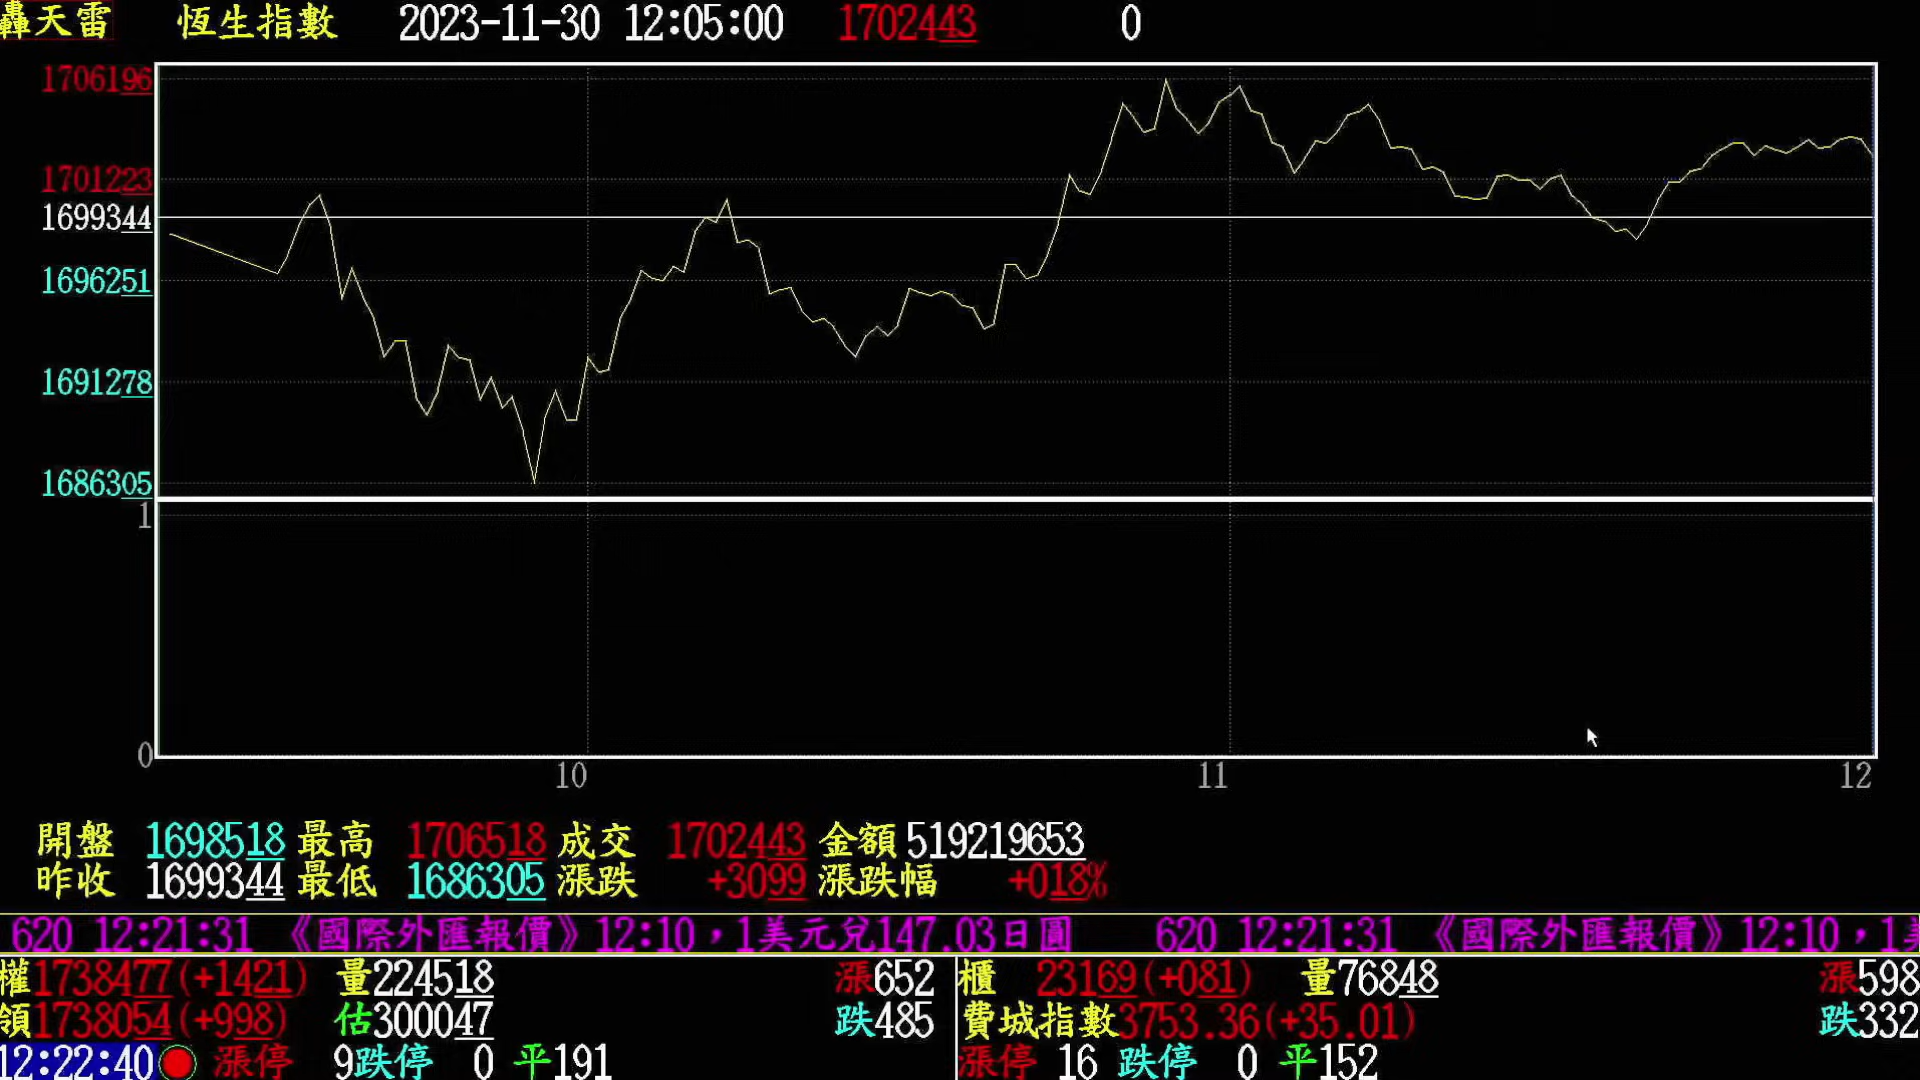 轟天雷 恆生指數 2023-11-30 12:05:00 1702443 0
1706196
1701223
1699344
1696251
1691278
1686305
1
0
10 11 12
開盤 1698518 最高 1706518 成交 1702443 金額 519219653
昨收 1699344 最低 1686305 漲跌 +3099 漲跌幅 +018%
620 12:21:31 《國際外匯報價》12:10，1美元兌147.03日圓 620 12:21:31 《國際外匯報價》12:10，1美
權1738477(+1421) 量224518 漲652 櫃 23169(+081) 量76848 漲598
領1738054(+998) 估300047 跌485 費城指數3753.36(+35.01) 跌332
12:22:40 漲停 9跌停 0 平191 漲停 16 跌停 0 平152